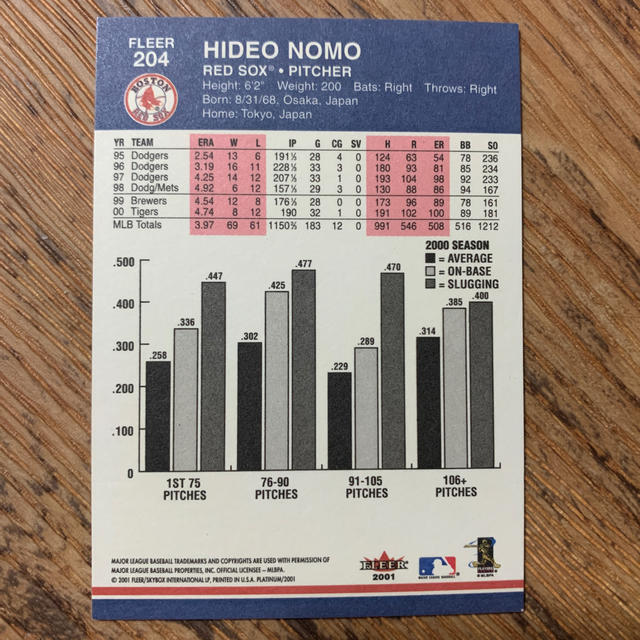 FLEER
204
HIDEO NOMO
RED SOX® • PITCHER
Height: 6'2" Weight: 200 Bats: Right Throws: Right
Born: 8/31/68, Osaka, Japan
Home: Tokyo, Japan
BOSTON
RED SOX
YR TEAM ERA W L IP G CG SV H R ER BB SO
95 Dodgers 2.54 13 6 191⅓ 28 4 0 124 63 54 78 236
96 Dodgers 3.19 16 11 228⅓ 33 3 0 180 93 81 85 234
97 Dodgers 4.25 14 12 207⅓ 33 1 0 193 104 98 92 233
98 Dodg/Mets 4.92 6 12 157⅓ 29 3 0 130 88 86 94 167
99 Brewers 4.54 12 8 176⅓ 28 0 0 173 96 89 78 161
00 Tigers 4.74 8 12 190 32 1 0 191 102 100 89 181
MLB Totals 3.97 69 61 1150⅔ 183 12 0 991 546 508 516 1212
2000 SEASON
= AVERAGE
= ON-BASE
= SLUGGING
.500
.400
.300
.200
.100
0
.258 .336 .447
.302 .425 .477
.229 .289 .470
.314 .385 .400
1ST 75 PITCHES
76-90 PITCHES
91-105 PITCHES
106+ PITCHES
MAJOR LEAGUE BASEBALL TRADEMARKS AND COPYRIGHTS ARE USED WITH PERMISSION OF
MAJOR LEAGUE BASEBALL PROPERTIES, INC. OFFICIAL LICENSEE – MLBPA.
© 2001 FLEER/SKYBOX INTERNATIONAL LP, PRINTED IN U.S.A. PLATINUM/2001
FLEER
2001
© MLBPA